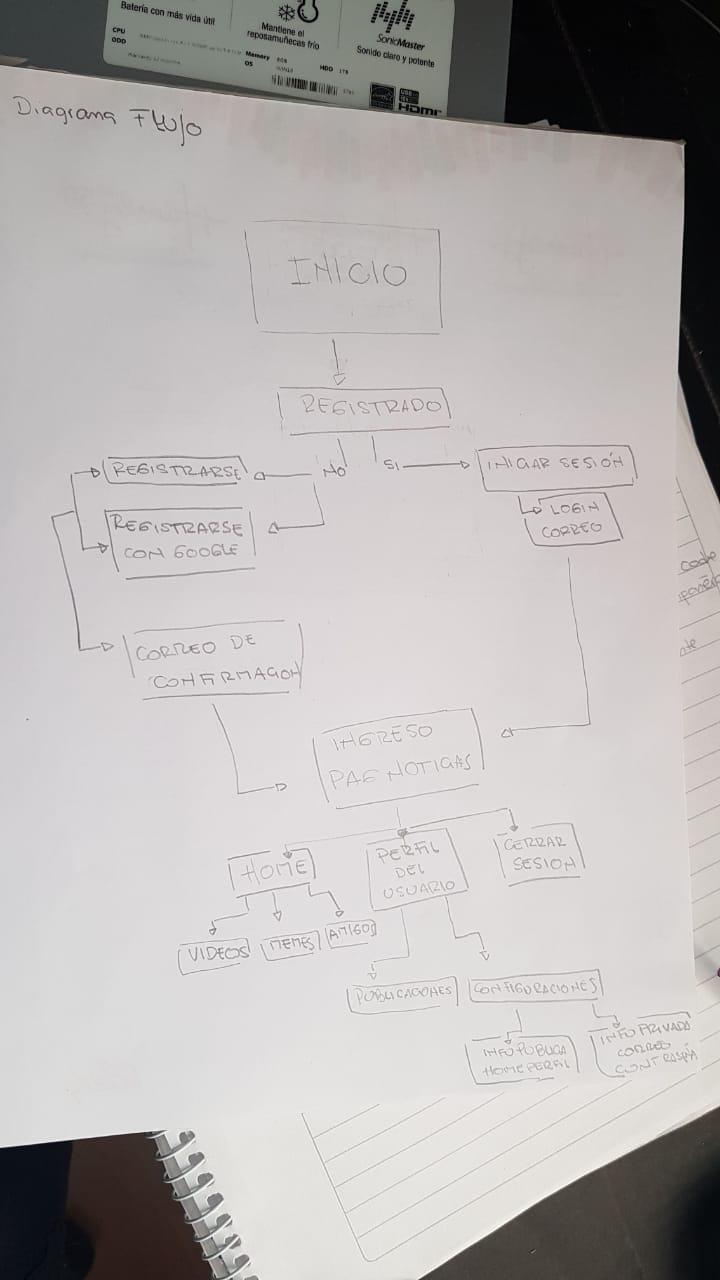 Batería con más vida útil
Mantiene el
reposamuñecas frío
SonicMaster
Sonido claro y potente
CPU
ODD
Memory 8GB
OS
HDD 1TB
HDMI
Diagrama Flujo
INICIO
REGISTRADO
NO
SI
REGISTRARSE
INICIAR SESIÓN
REGISTRARSE
CON GOOGLE
LOGIN
CORREO
CORREO DE
CONFIRMACION
INGRESO
PAG NOTICIAS
HOME
PERFIL
DEL
USUARIO
CERRAR
SESION
VIDEOS
MEMES
AMIGOS
PUBLICACIONES
CONFIGURACIONES
INFO PUBLICA
HOME PERFIL
INFO PRIVADA
CORREO
CONTRASEÑA